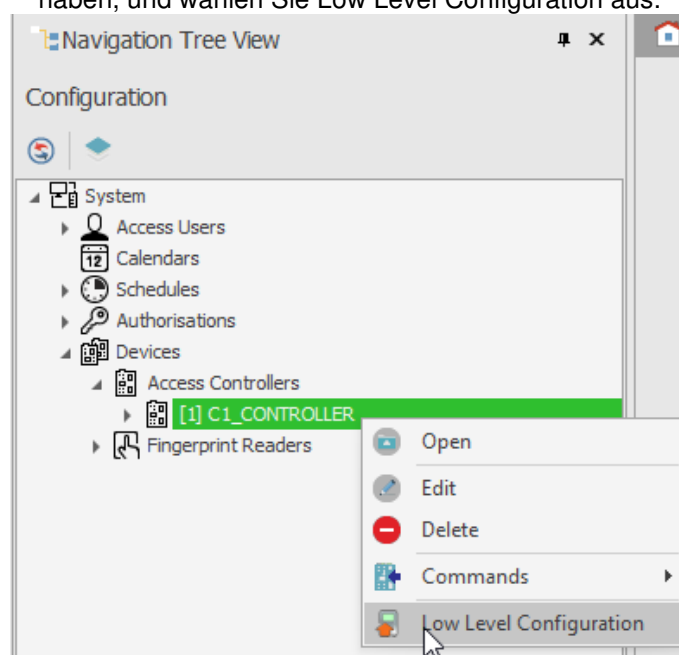 haben, und wählen Sie Low Level Configuration aus.
Navigation Tree View
Configuration
System
Access Users
12 Calendars
Schedules
Authorisations
Devices
Access Controllers
[1] C1_CONTROLLER
Fingerprint Readers
Open
Edit
Delete
Commands
Low Level Configuration